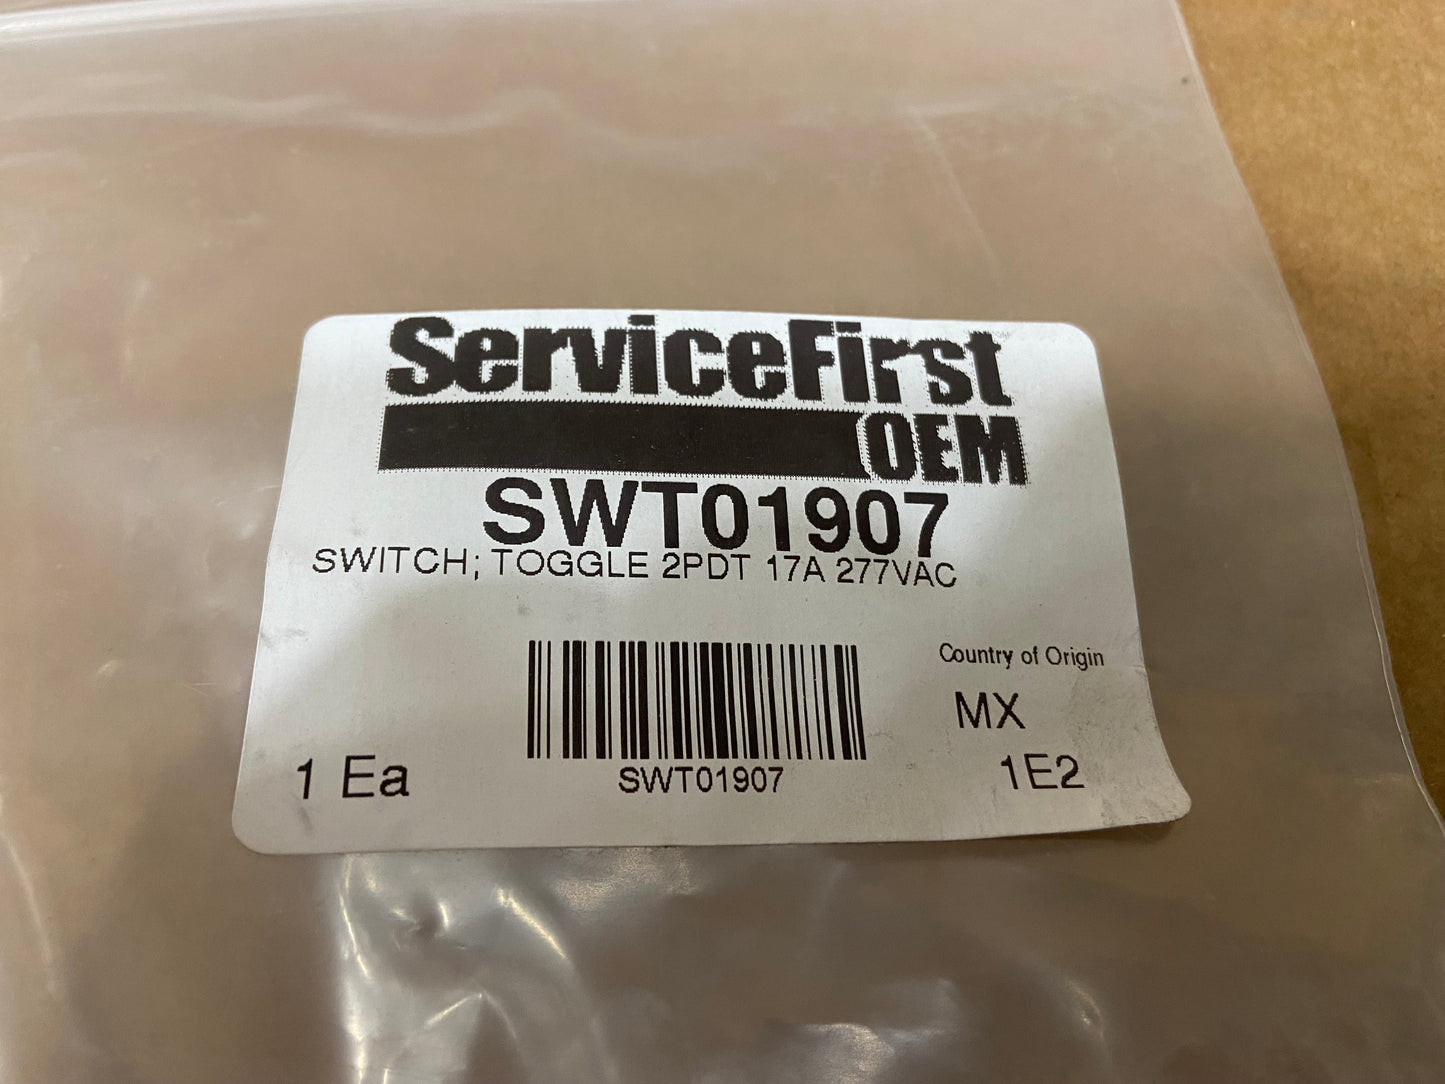 ServiceFirst
OEM
SWT01907
SWITCH; TOGGLE 2PDT 17A 277VAC
Country of Origin
MX
1 Ea
SWT01907
1E2